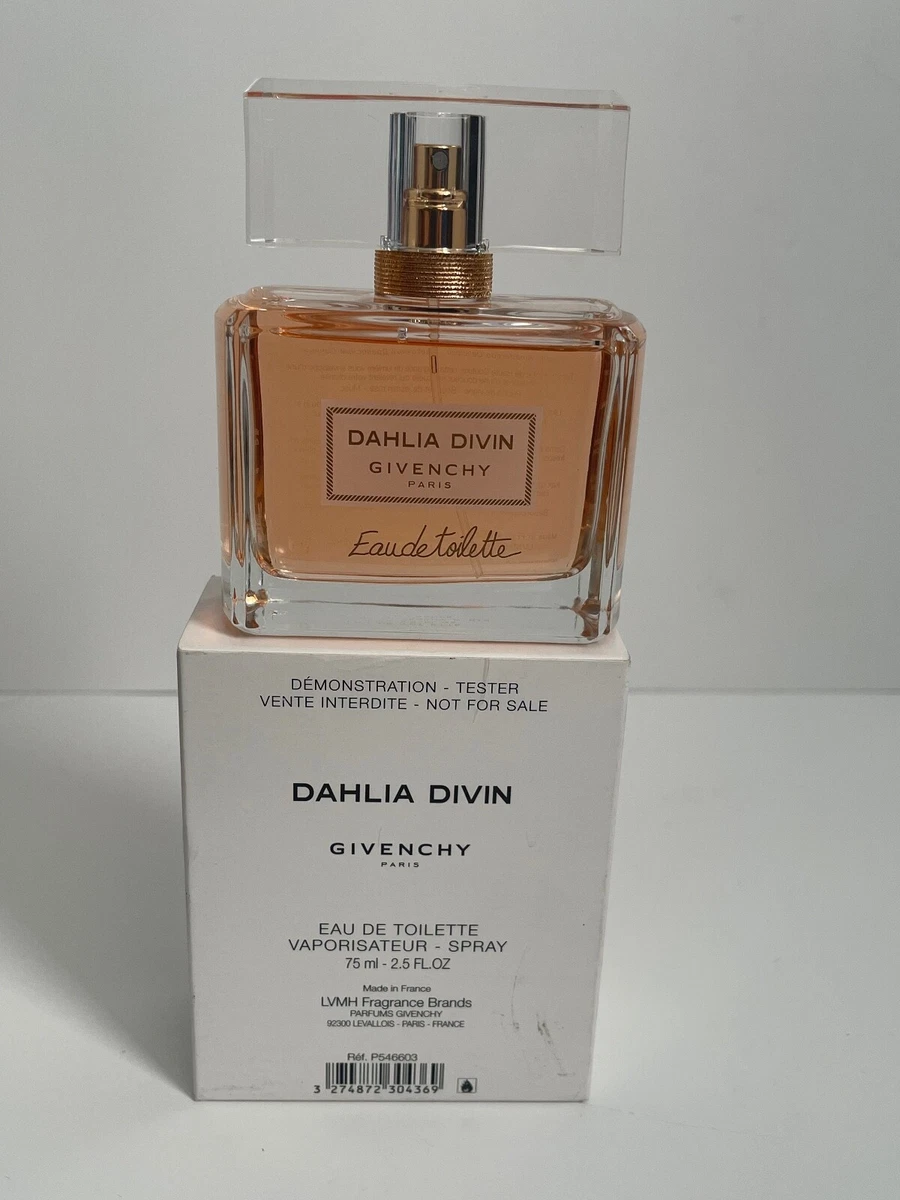 DAHLIA DIVIN
GIVENCHY
PARIS
Eau de toilette
DÉMONSTRATION - TESTER
VENTE INTERDITE - NOT FOR SALE
DAHLIA DIVIN
GIVENCHY
PARIS
EAU DE TOILETTE
VAPORISATEUR - SPRAY
75 ml - 2.5 FL.OZ
Made in France
LVMH Fragrance Brands
PARFUMS GIVENCHY
92300 LEVALLOIS - PARIS - FRANCE
Réf. P546603
3 274872 304369